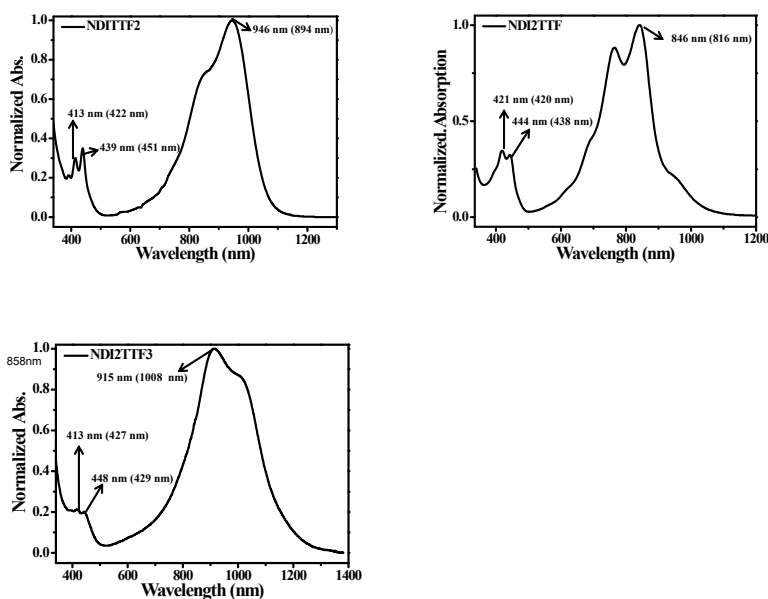 NDITTF2
946 nm (894 nm)
413 nm (422 nm)
439 nm (451 nm)
Normalized Abs.
1.0
0.8
0.6
0.4
0.2
0.0
400 600 800 1000 1200
Wavelength (nm)
NDI2TTF
846 nm (816 nm)
421 nm (420 nm)
444 nm (438 nm)
Normalized.Absorption
1.0
0.5
0.0
400 600 800 1000 1200
Wavelength (nm)
858nm
NDI2TTF3
915 nm (1008 nm)
413 nm (427 nm)
448 nm (429 nm)
Normalized Abs.
1.0
0.8
0.6
0.4
0.2
0.0
400 600 800 1000 1200 1400
Wavelength (nm)